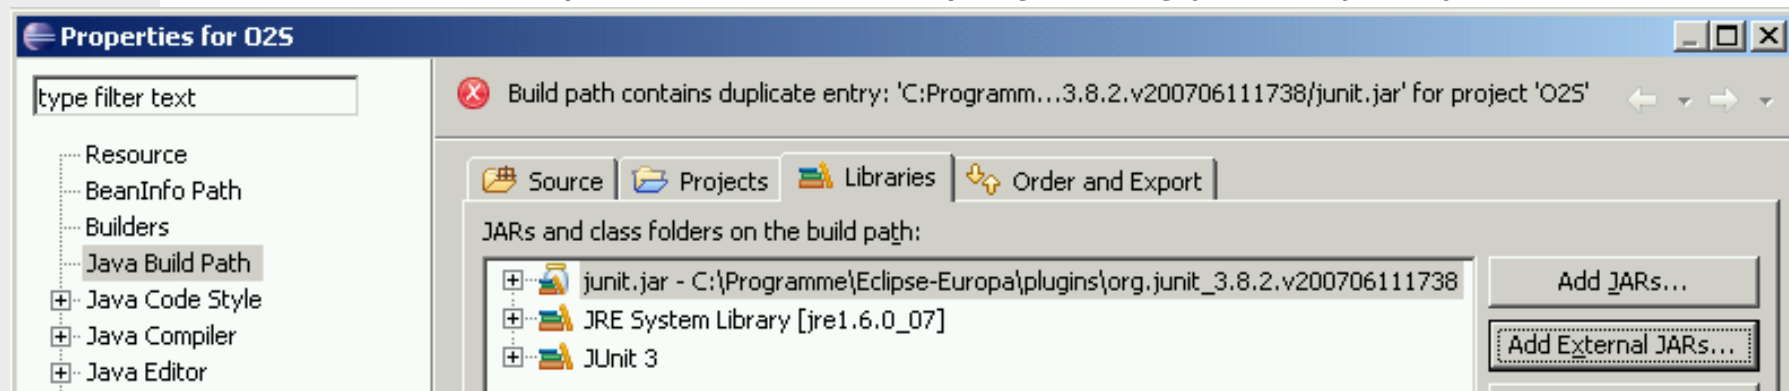 Properties for O2S
type filter text
Build path contains duplicate entry: 'C:Programm...3.8.2.v200706111738/junit.jar' for project 'O2S'
Resource
BeanInfo Path
Builders
Java Build Path
Java Code Style
Java Compiler
Java Editor
Source
Projects
Libraries
Order and Export
JARs and class folders on the build path:
junit.jar - C:\Programme\Eclipse-Europa\plugins\org.junit_3.8.2.v200706111738
JRE System Library [jre1.6.0_07]
JUnit 3
Add JARs...
Add External JARs...